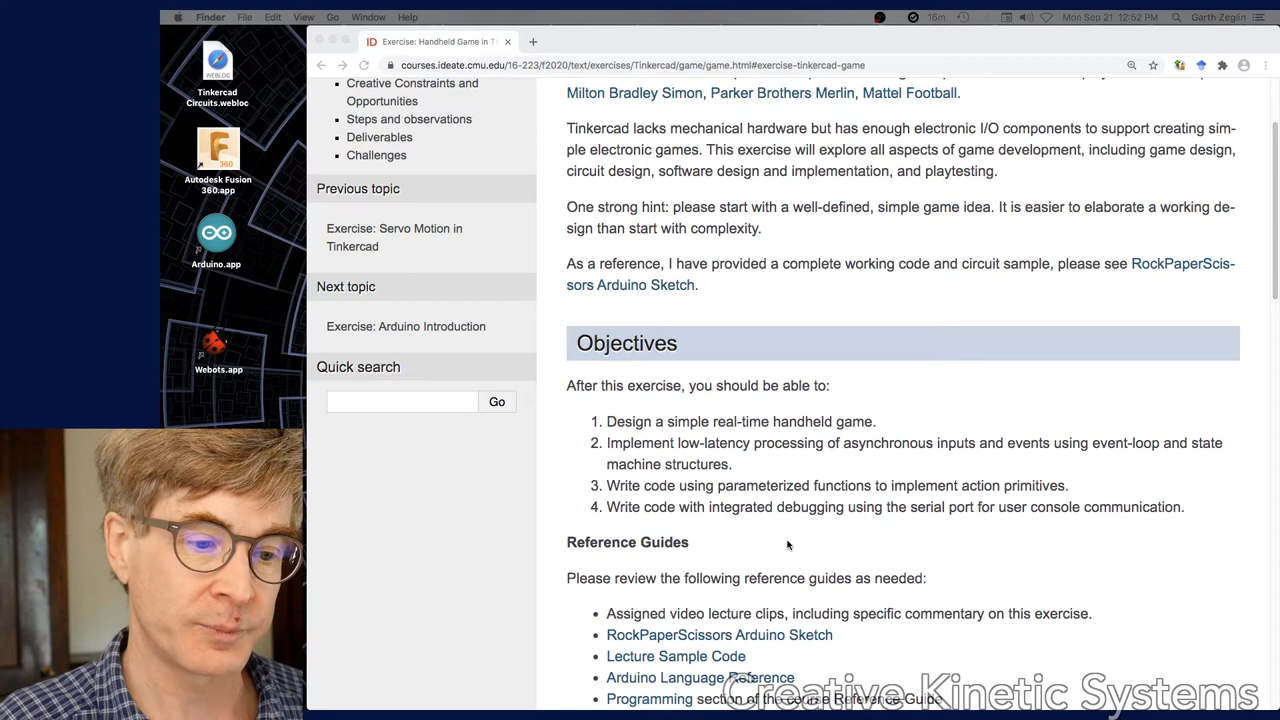 Finder File Edit View Go Window Help
16m
Mon Sep 21 12:52 PM
Garth Zeglin
Exercise: Handheld Game in Ti
courses.ideate.cmu.edu/16-223/f2020/text/exercises/Tinkercad/game/game.html#exercise-tinkercad-game
WEBLOC
Tinkercad
Circuits.webloc
360
Autodesk Fusion
360.app
Arduino.app
Webots.app
Creative Constraints and
Opportunities
Steps and observations
Deliverables
Challenges
Previous topic
Exercise: Servo Motion in
Tinkercad
Next topic
Exercise: Arduino Introduction
Quick search
Go
Milton Bradley Simon, Parker Brothers Merlin, Mattel Football.
Tinkercad lacks mechanical hardware but has enough electronic I/O components to support creating sim-
ple electronic games. This exercise will explore all aspects of game development, including game design,
circuit design, software design and implementation, and playtesting.
One strong hint: please start with a well-defined, simple game idea. It is easier to elaborate a working de-
sign than start with complexity.
As a reference, I have provided a complete working code and circuit sample, please see RockPaperScis-
sors Arduino Sketch.
Objectives
After this exercise, you should be able to:
1. Design a simple real-time handheld game.
2. Implement low-latency processing of asynchronous inputs and events using event-loop and state
machine structures.
3. Write code using parameterized functions to implement action primitives.
4. Write code with integrated debugging using the serial port for user console communication.
Reference Guides
Please review the following reference guides as needed:
• Assigned video lecture clips, including specific commentary on this exercise.
• RockPaperScissors Arduino Sketch
• Lecture Sample Code
• Arduino Language Reference
• Programming section of the course Reference Guide
Creative Kinetic Systems